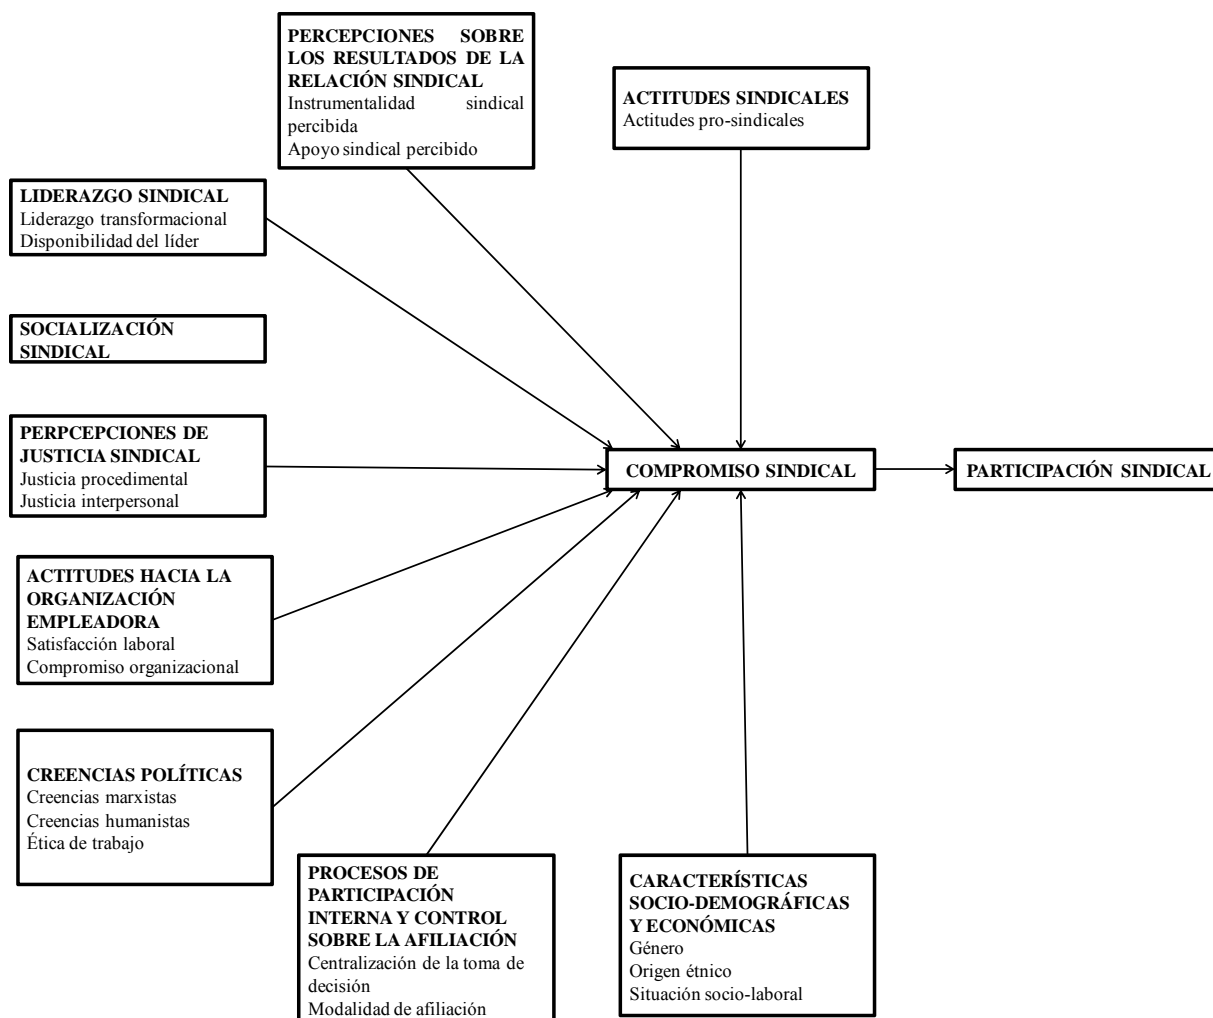 PERCEPCIONES SOBRE
LOS RESULTADOS DE LA
RELACIÓN SINDICAL
Instrumentalidad sindical
percibida
Apoyo sindical percibido
ACTITUDES SINDICALES
Actitudes pro-sindicales
LIDERAZGO SINDICAL
Liderazgo transformacional
Disponibilidad del líder
SOCIALIZACIÓN
SINDICAL
PERPCEPCIONES DE
JUSTICIA SINDICAL
Justicia procedimental
Justicia interpersonal
COMPROMISO SINDICAL
PARTICIPACIÓN SINDICAL
ACTITUDES HACIA LA
ORGANIZACIÓN
EMPLEADORA
Satisfacción laboral
Compromiso organizacional
CREENCIAS POLÍTICAS
Creencias marxistas
Creencias humanistas
Ética de trabajo
PROCESOS DE
PARTICIPACIÓN
INTERNA Y CONTROL
SOBRE LA AFILIACIÓN
Centralización de la toma de
decisión
Modalidad de afiliación
CARACTERÍSTICAS
SOCIO-DEMOGRÁFICAS
Y ECONÓMICAS
Género
Origen étnico
Situación socio-laboral